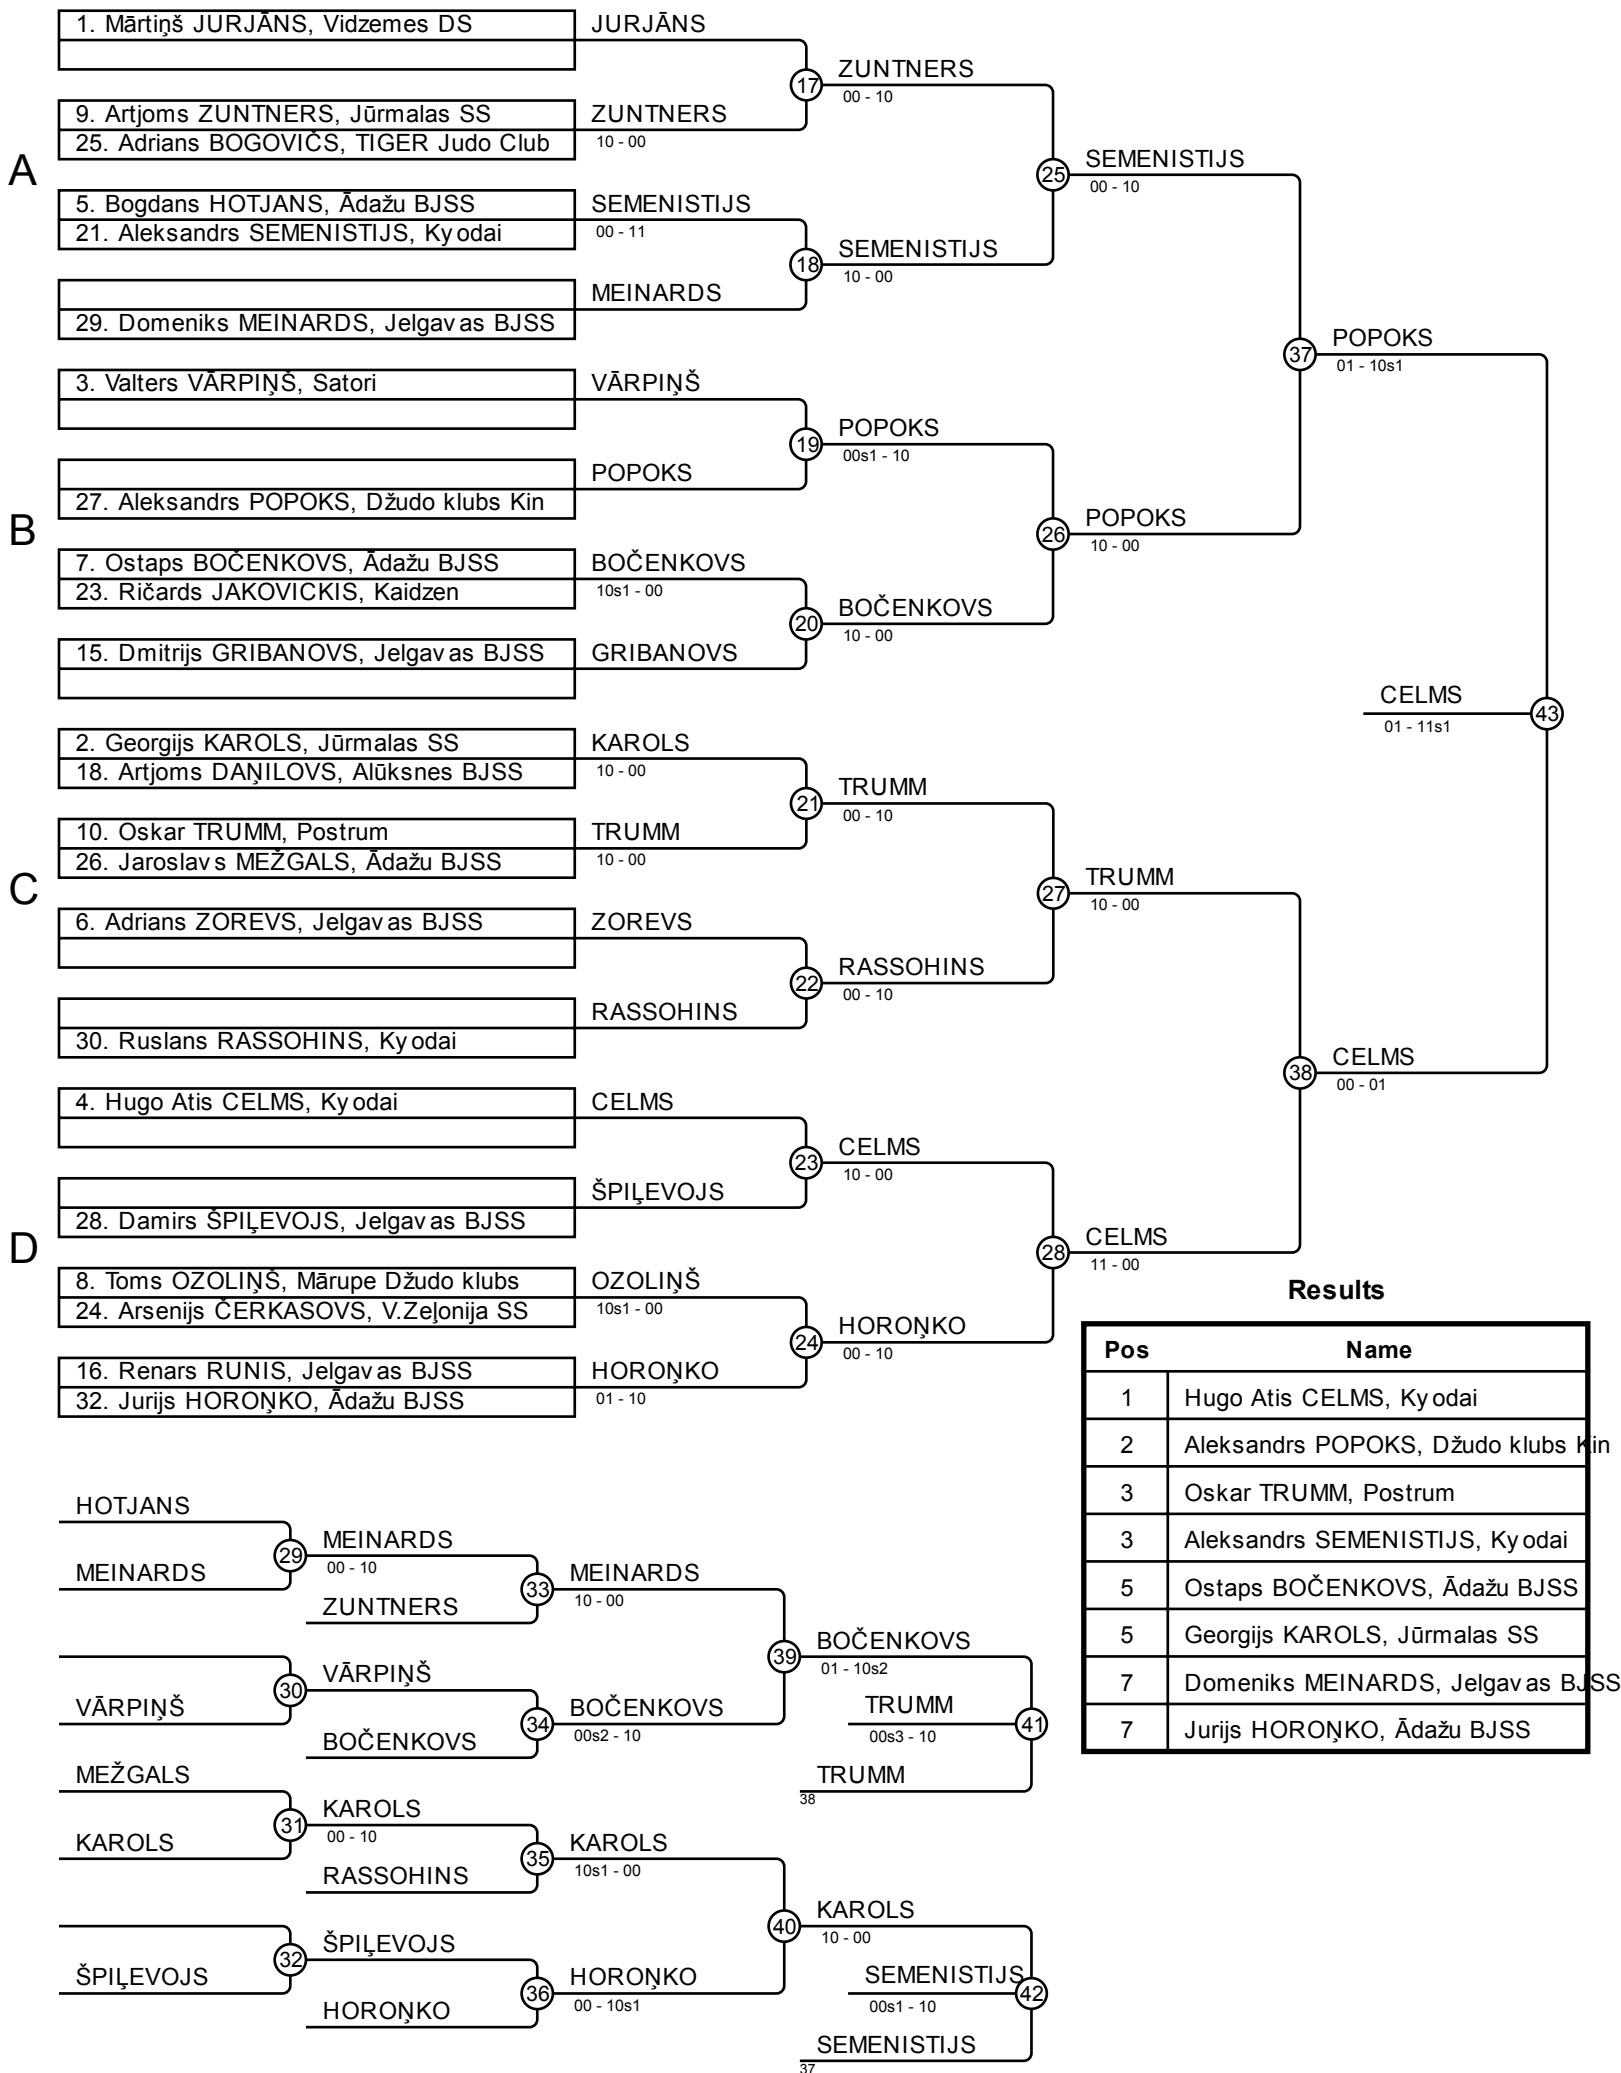 1. Mārtiņš JURJĀNS, Vidzemes DS
JURJĀNS
17
ZUNTNERS
00 - 10
9. Artjoms ZUNTNERS, Jūrmalas SS
25. Adrians BOGOVIČS, TIGER Judo Club
ZUNTNERS
10 - 00
A
25
SEMENISTIJS
00 - 10
5. Bogdans HOTJANS, Ādažu BJSS
21. Aleksandrs SEMENISTIJS, Kyodai
SEMENISTIJS
00 - 11
18
SEMENISTIJS
10 - 00
MEINARDS
29. Domeniks MEINARDS, Jelgavas BJSS
37
POPOKS
01 - 10s1
3. Valters VĀRPIŅŠ, Satori
VĀRPIŅŠ
19
POPOKS
00s1 - 10
POPOKS
27. Aleksandrs POPOKS, Džudo klubs Kin
B
26
POPOKS
10 - 00
7. Ostaps BOČENKOVS, Ādažu BJSS
23. Ričards JAKOVICKIS, Kaidzen
BOČENKOVS
10s1 - 00
20
BOČENKOVS
10 - 00
15. Dmitrijs GRIBANOVS, Jelgavas BJSS
GRIBANOVS
CELMS
01 - 11s1
43
2. Georgijs KAROLS, Jūrmalas SS
18. Artjoms DAŅILOVS, Alūksnes BJSS
KAROLS
10 - 00
21
TRUMM
00 - 10
10. Oskar TRUMM, Postrum
26. Jaroslavs MEŽGALS, Ādažu BJSS
TRUMM
10 - 00
C
27
TRUMM
10 - 00
6. Adrians ZOREVS, Jelgavas BJSS
ZOREVS
22
RASSOHINS
00 - 10
RASSOHINS
30. Ruslans RASSOHINS, Kyodai
38
CELMS
00 - 01
4. Hugo Atis CELMS, Kyodai
CELMS
23
CELMS
10 - 00
ŠPIĻEVOJS
28. Damirs ŠPIĻEVOJS, Jelgavas BJSS
D
28
CELMS
11 - 00
8. Toms OZOLIŅŠ, Mārupe Džudo klubs
24. Arsenijs ČERKASOVS, V.Zeļonija SS
OZOLIŅŠ
10s1 - 00
24
HOROŅKO
00 - 10
16. Renars RUNIS, Jelgavas BJSS
32. Jurijs HOROŅKO, Ādažu BJSS
HOROŅKO
01 - 10
Results
Pos Name
1 Hugo Atis CELMS, Kyodai
2 Aleksandrs POPOKS, Džudo klubs Kin
3 Oskar TRUMM, Postrum
3 Aleksandrs SEMENISTIJS, Kyodai
5 Ostaps BOČENKOVS, Ādažu BJSS
5 Georgijs KAROLS, Jūrmalas SS
7 Domeniks MEINARDS, Jelgavas BJSS
7 Jurijs HOROŅKO, Ādažu BJSS
HOTJANS
29
MEINARDS
00 - 10
MEINARDS
33
MEINARDS
10 - 00
ZUNTNERS
39
BOČENKOVS
01 - 10s2
30
VĀRPIŅŠ
VĀRPIŅŠ
34
BOČENKOVS
00s2 - 10
BOČENKOVS
TRUMM
00s3 - 10
41
TRUMM
38
MEŽGALS
31
KAROLS
00 - 10
KAROLS
35
KAROLS
10s1 - 00
RASSOHINS
40
KAROLS
10 - 00
32
ŠPIĻEVOJS
ŠPIĻEVOJS
36
HOROŅKO
00 - 10s1
HOROŅKO
SEMENISTIJS
00s1 - 10
42
SEMENISTIJS
37